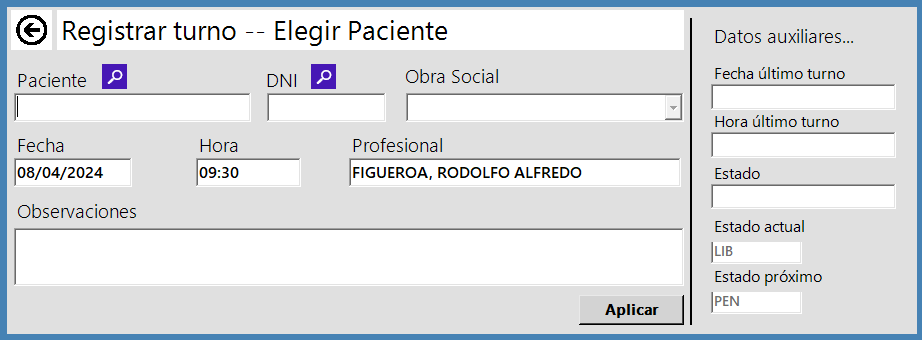 Registrar turno -- Elegir Paciente
Paciente DNI Obra Social
Fecha Hora Profesional
08/04/2024 09:30 FIGUEROA, RODOLFO ALFREDO
Observaciones
Aplicar
Datos auxiliares...
Fecha último turno
Hora último turno
Estado
Estado actual
LIB
Estado próximo
PEN